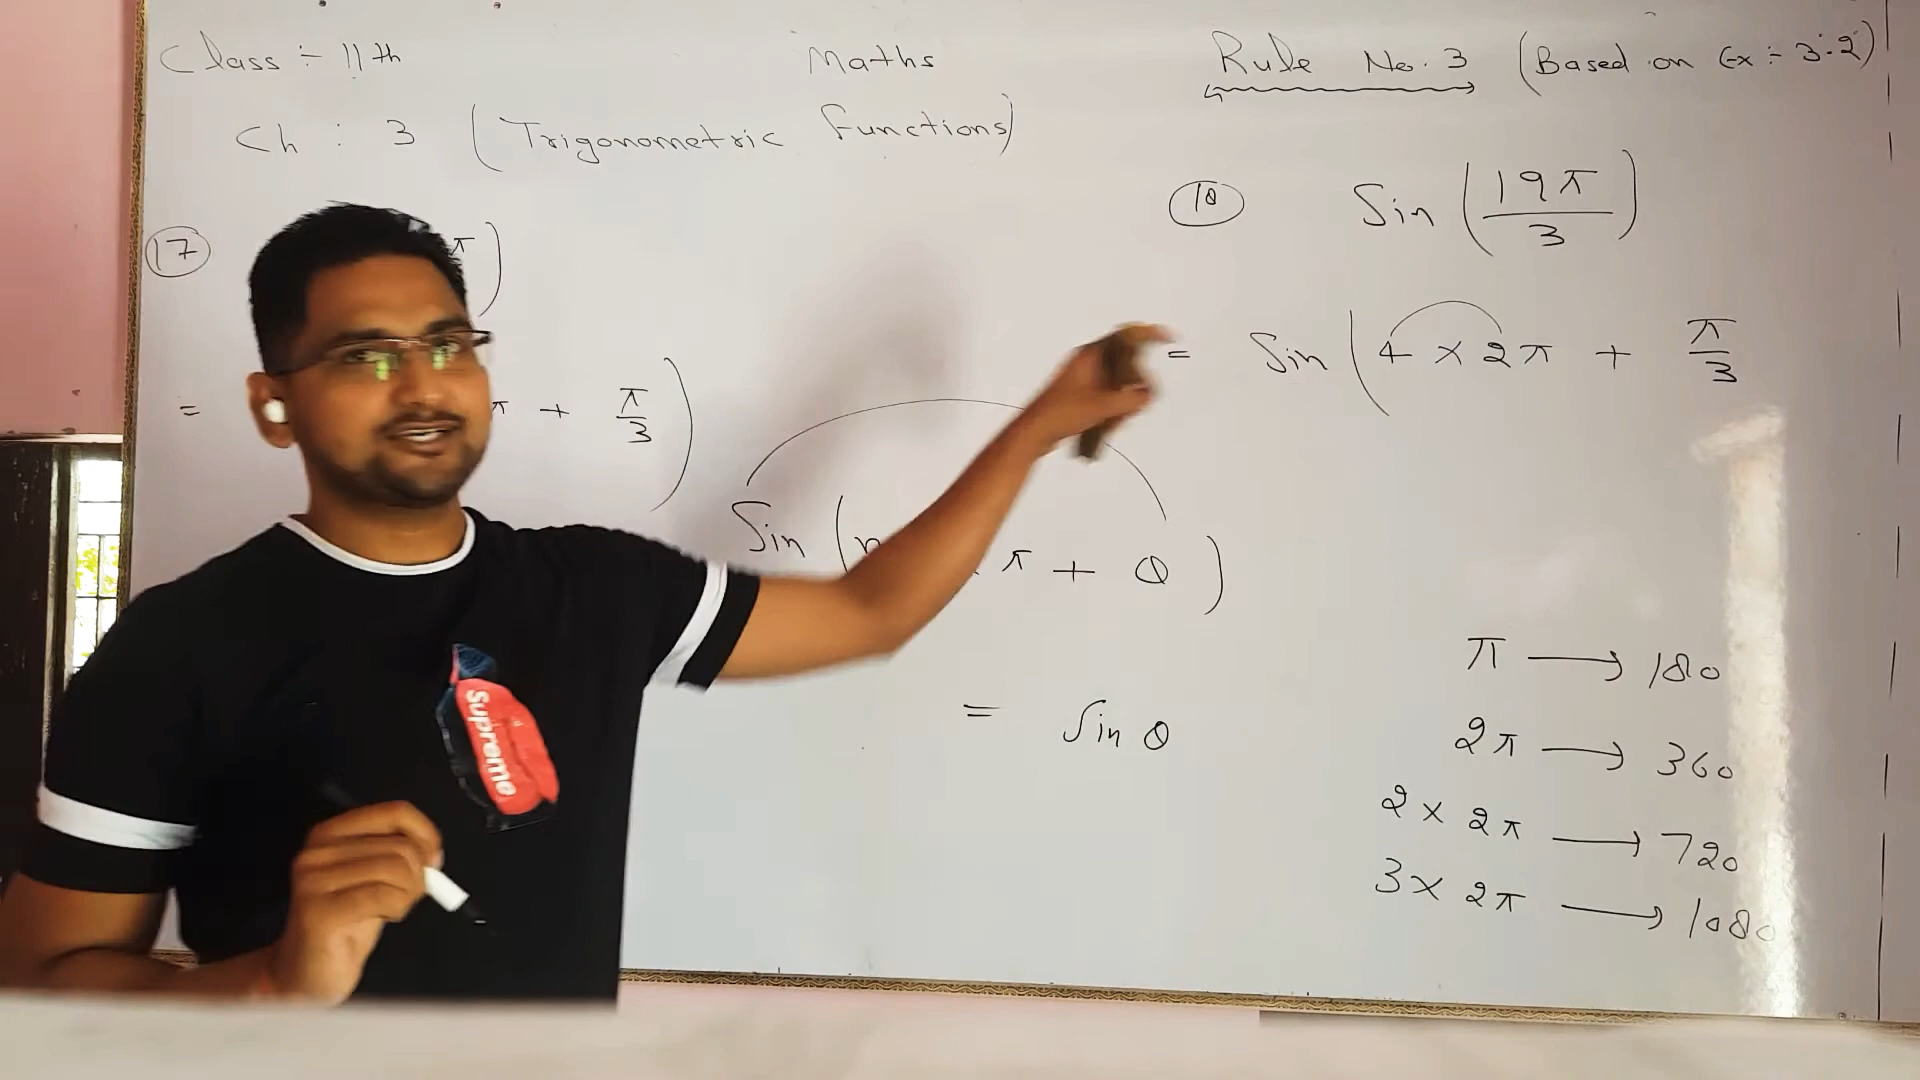 Class :- 11th Maths Rule No. 3 (Based on Ex :- 3.2)
Ch : 3 (Trigonometric Functions)
17 π)
= π + π/3)
Sin ( π + θ)
= Sin θ
18 Sin (19π/3)
= Sin (4 × 2π + π/3
π → 180
2π → 360
2 × 2π → 720
3 × 2π → 1080
Supreme